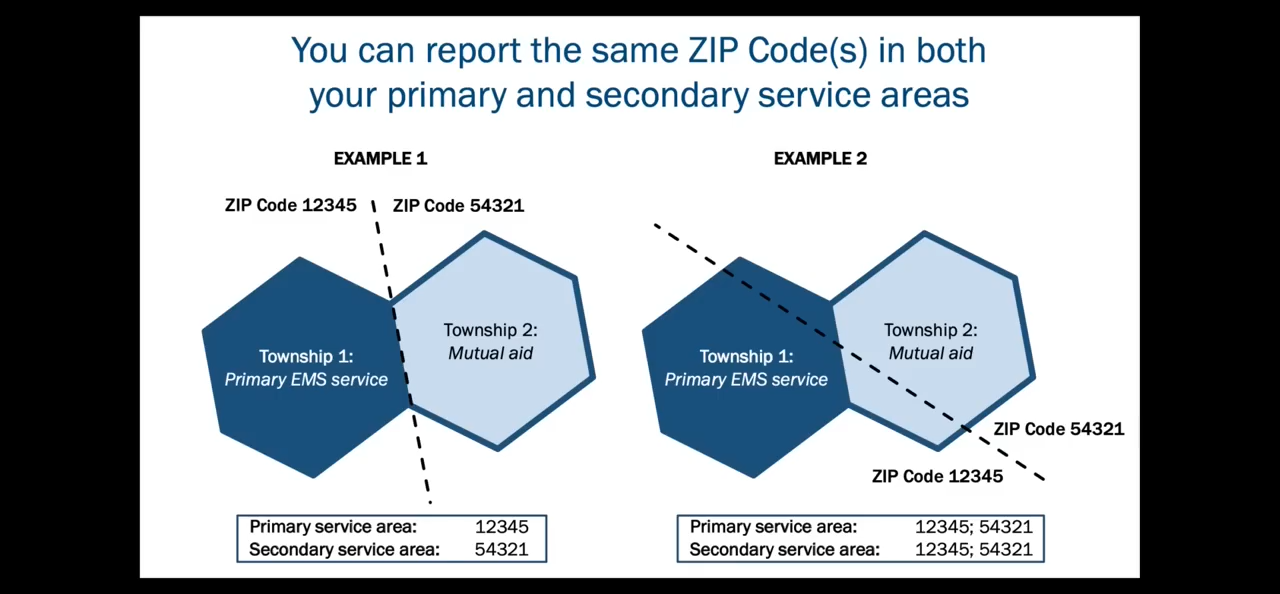 You can report the same ZIP Code(s) in both
your primary and secondary service areas
EXAMPLE 1
ZIP Code 12345
ZIP Code 54321
Township 1:
Primary EMS service
Township 2:
Mutual aid
Primary service area: 12345
Secondary service area: 54321
EXAMPLE 2
Township 1:
Primary EMS service
Township 2:
Mutual aid
ZIP Code 54321
ZIP Code 12345
Primary service area: 12345; 54321
Secondary service area: 12345; 54321